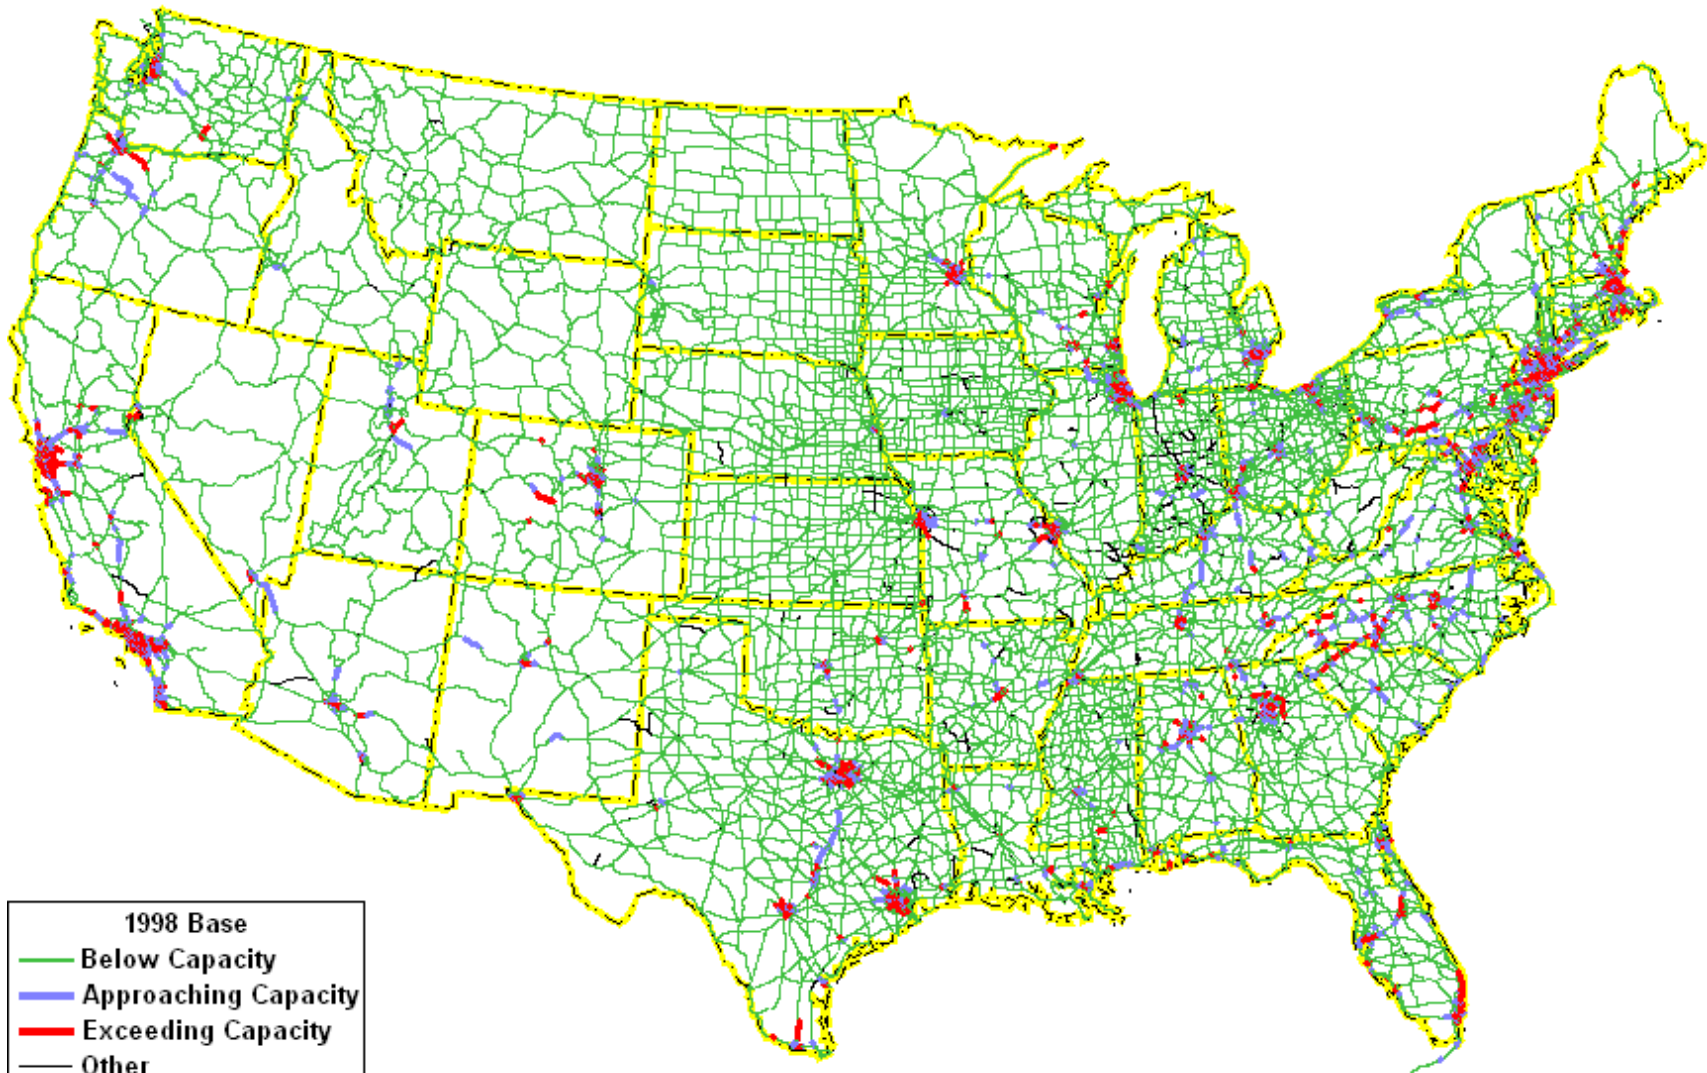 1998 Base
Below Capacity
Approaching Capacity
Exceeding Capacity
Other